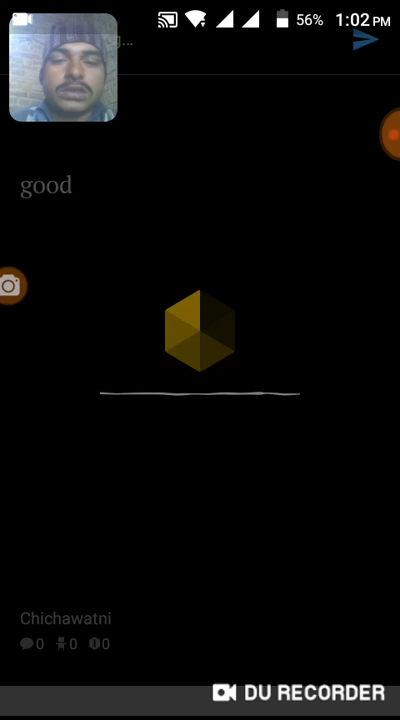 56% 1:02 PM
g...
good
Chichawatni
0 0 0
DU RECORDER